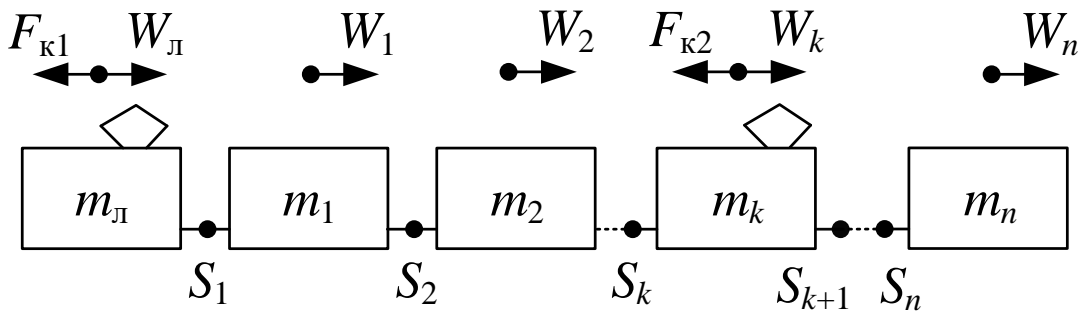 Fк1 Wл W1 W2 Fк2 Wk Wn
mл m1 m2 mk mn
S1 S2 Sk Sk+1 Sn